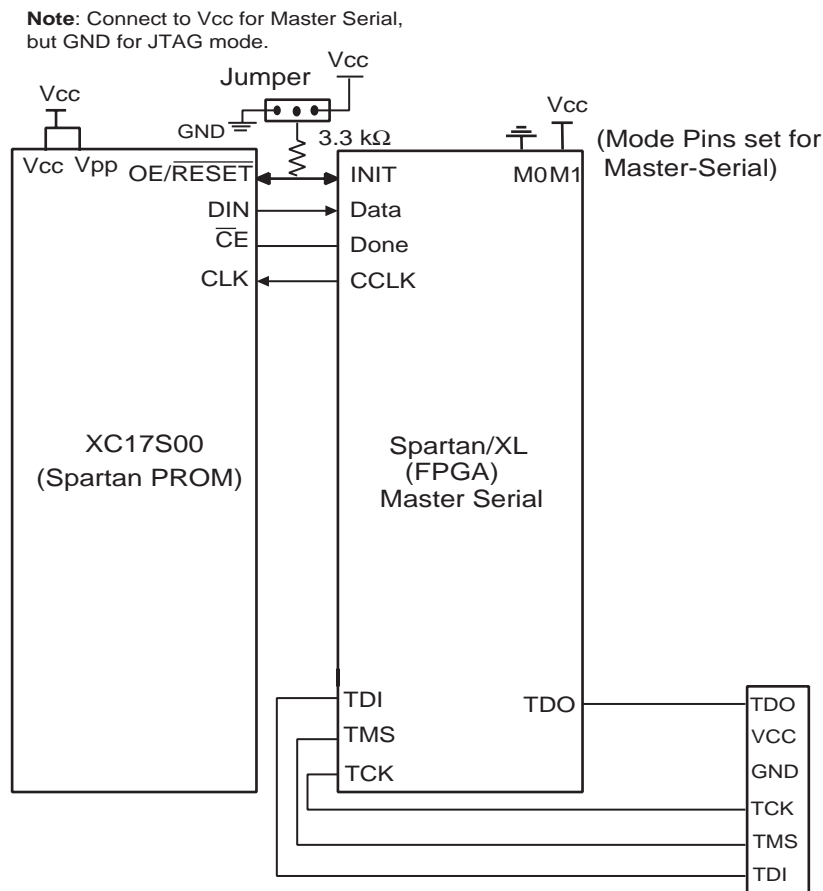 Note: Connect to Vcc for Master Serial,
but GND for JTAG mode.
Jumper
Vcc
Vcc
GND
3.3 kΩ
Vcc
(Mode Pins set for
Master-Serial)
Vcc Vpp
OE/RESET
INIT
M0M1
DIN
Data
CE
Done
CLK
CCLK
XC17S00
(Spartan PROM)
Spartan/XL
(FPGA)
Master Serial
TDI
TDO
TDO
TMS
VCC
TCK
GND
TCK
TMS
TDI